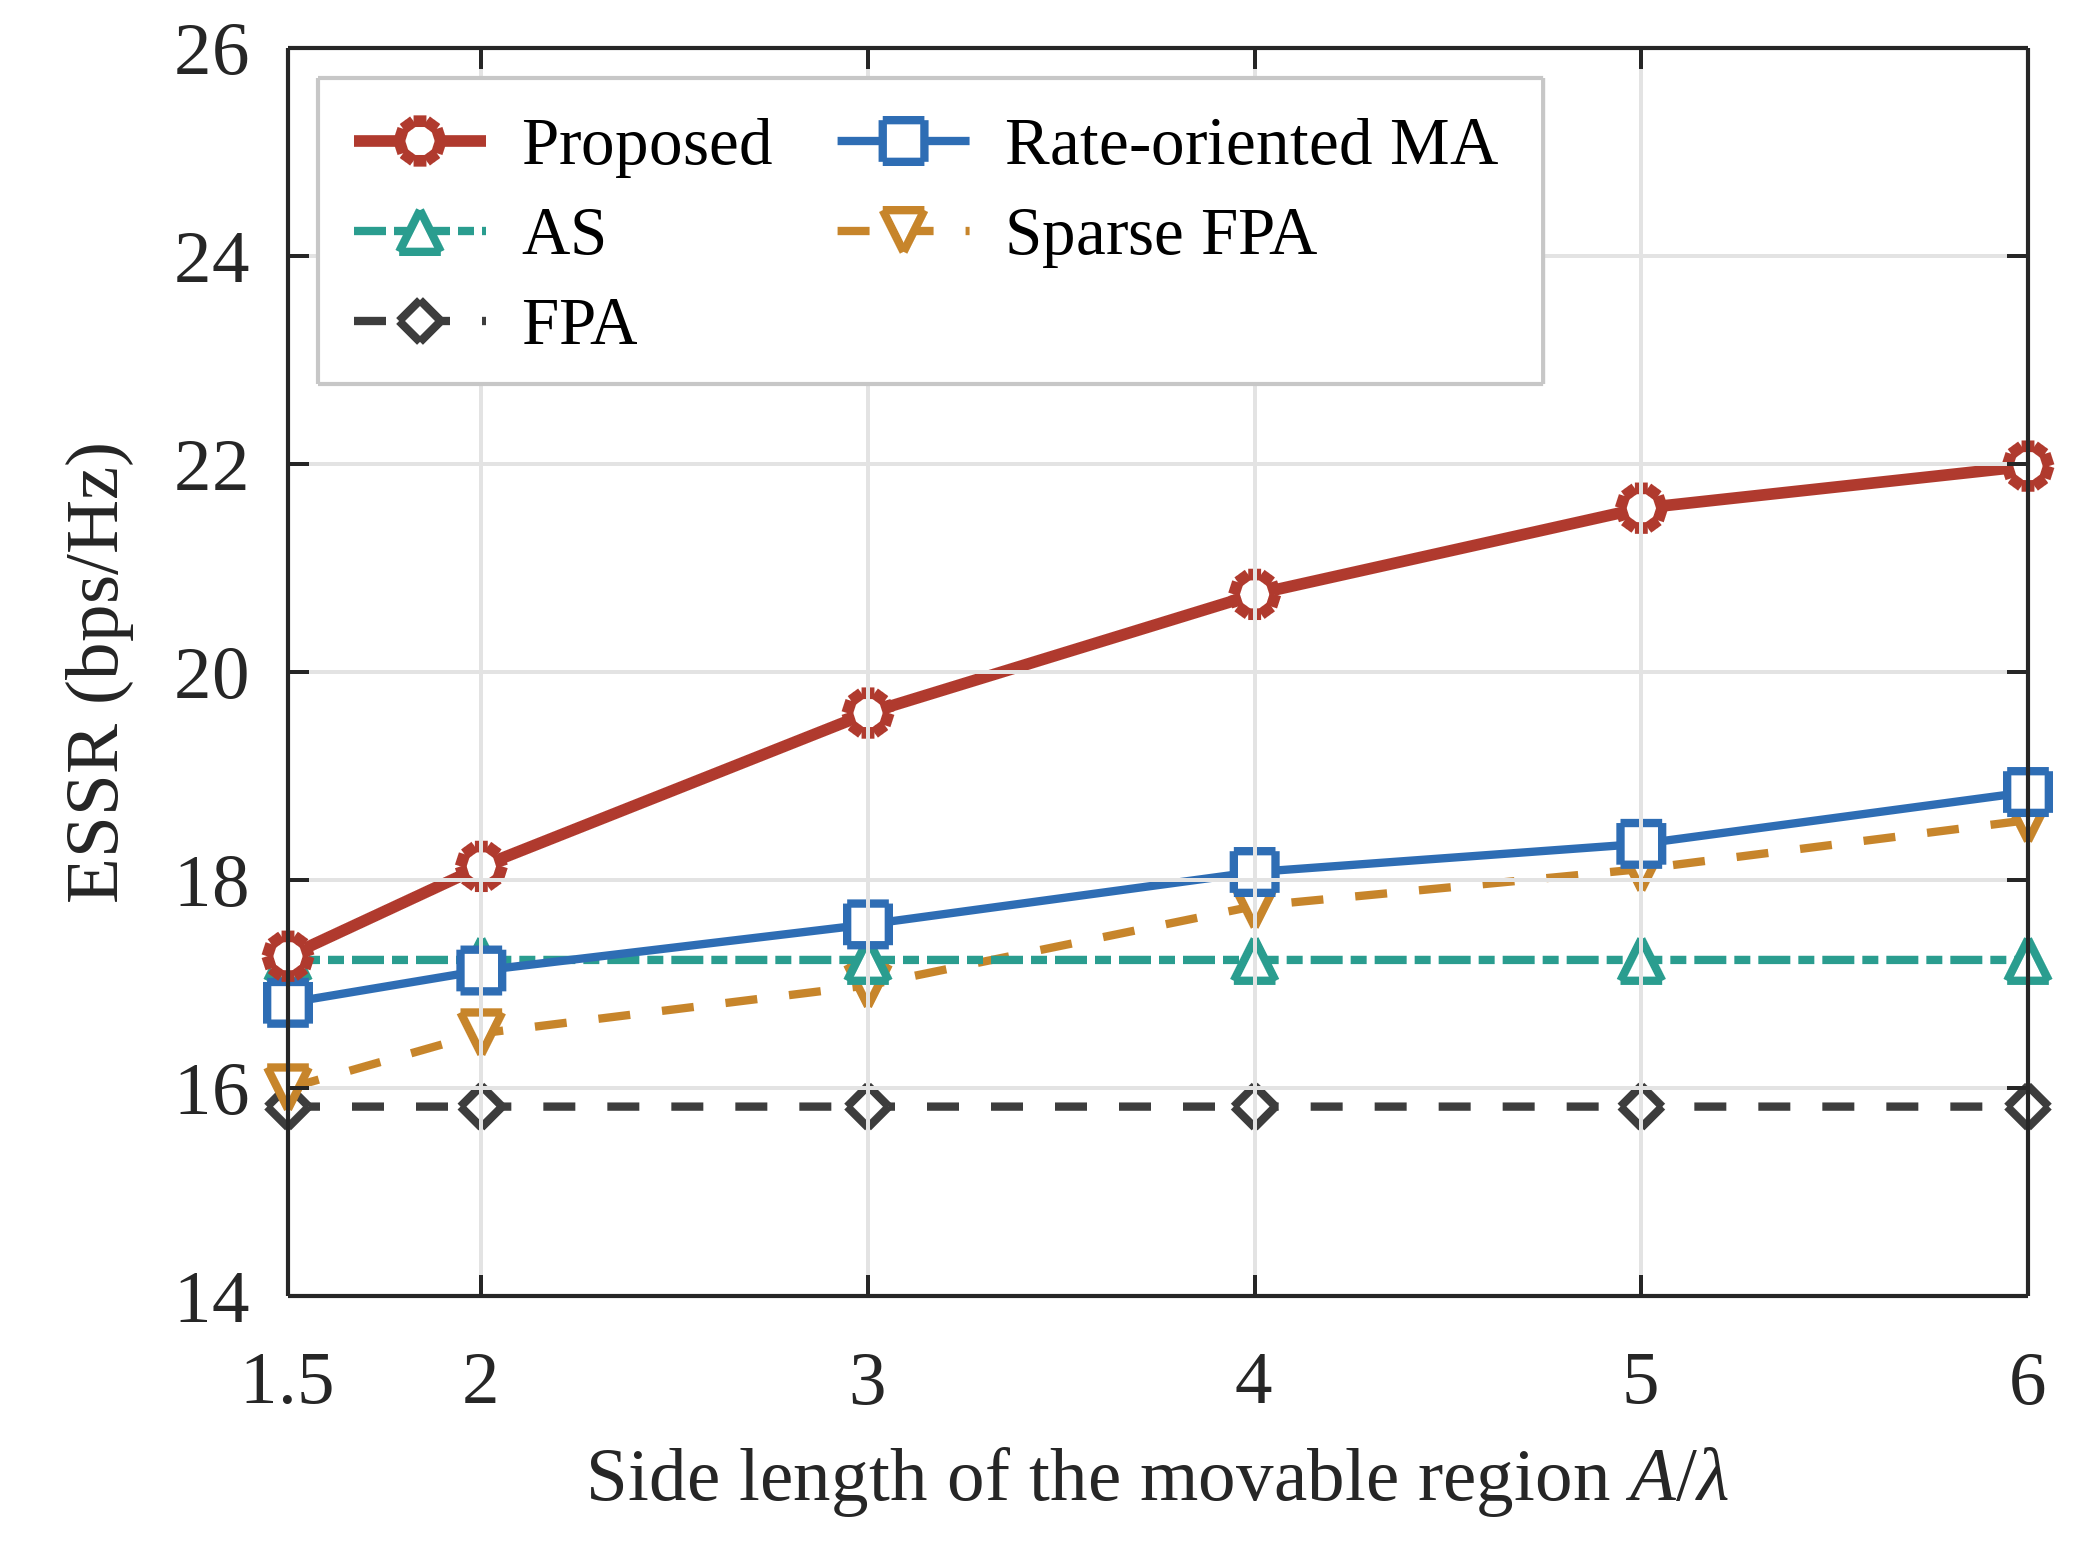 26
24
22
20
18
16
14
ESSR (bps/Hz)
Proposed
Rate-oriented MA
AS
Sparse FPA
FPA
1.5 2 3 4 5 6
Side length of the movable region A/λ